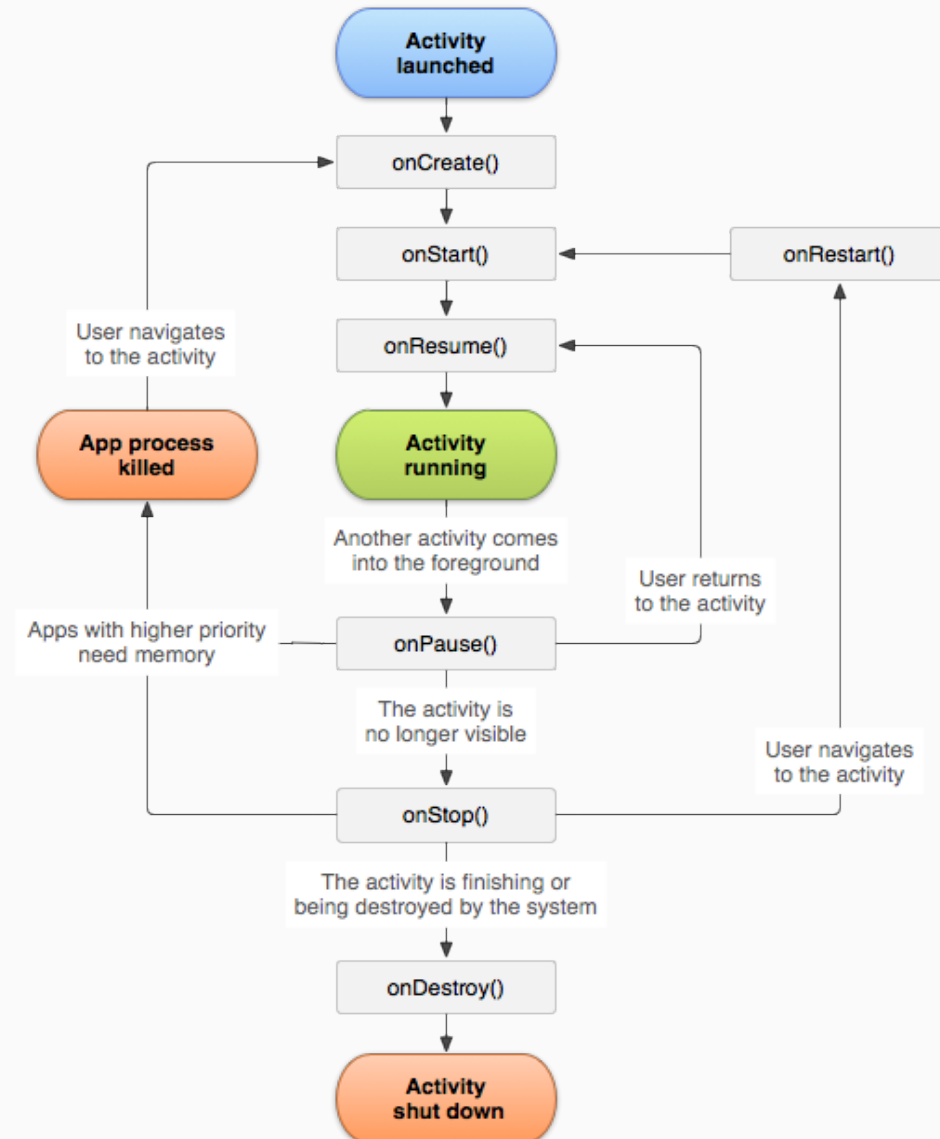 Activity
launched
onCreate()
onStart()
onRestart()
User navigates
to the activity
onResume()
App process
killed
Activity
running
Another activity comes
into the foreground
User returns
to the activity
Apps with higher priority
need memory
onPause()
The activity is
no longer visible
User navigates
to the activity
onStop()
The activity is finishing or
being destroyed by the system
onDestroy()
Activity
shut down